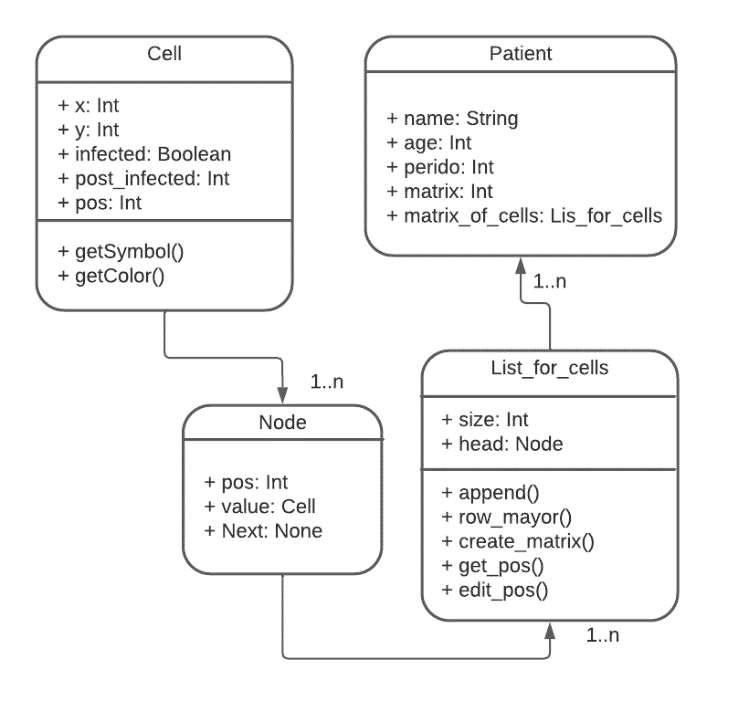 Cell
+ x: Int
+ y: Int
+ infected: Boolean
+ post_infected: Int
+ pos: Int
+ getSymbol()
+ getColor()
Patient
+ name: String
+ age: Int
+ perido: Int
+ matrix: Int
+ matrix_of_cells: Lis_for_cells
1..n
1..n
Node
+ pos: Int
+ value: Cell
+ Next: None
List_for_cells
+ size: Int
+ head: Node
+ append()
+ row_mayor()
+ create_matrix()
+ get_pos()
+ edit_pos()
1..n